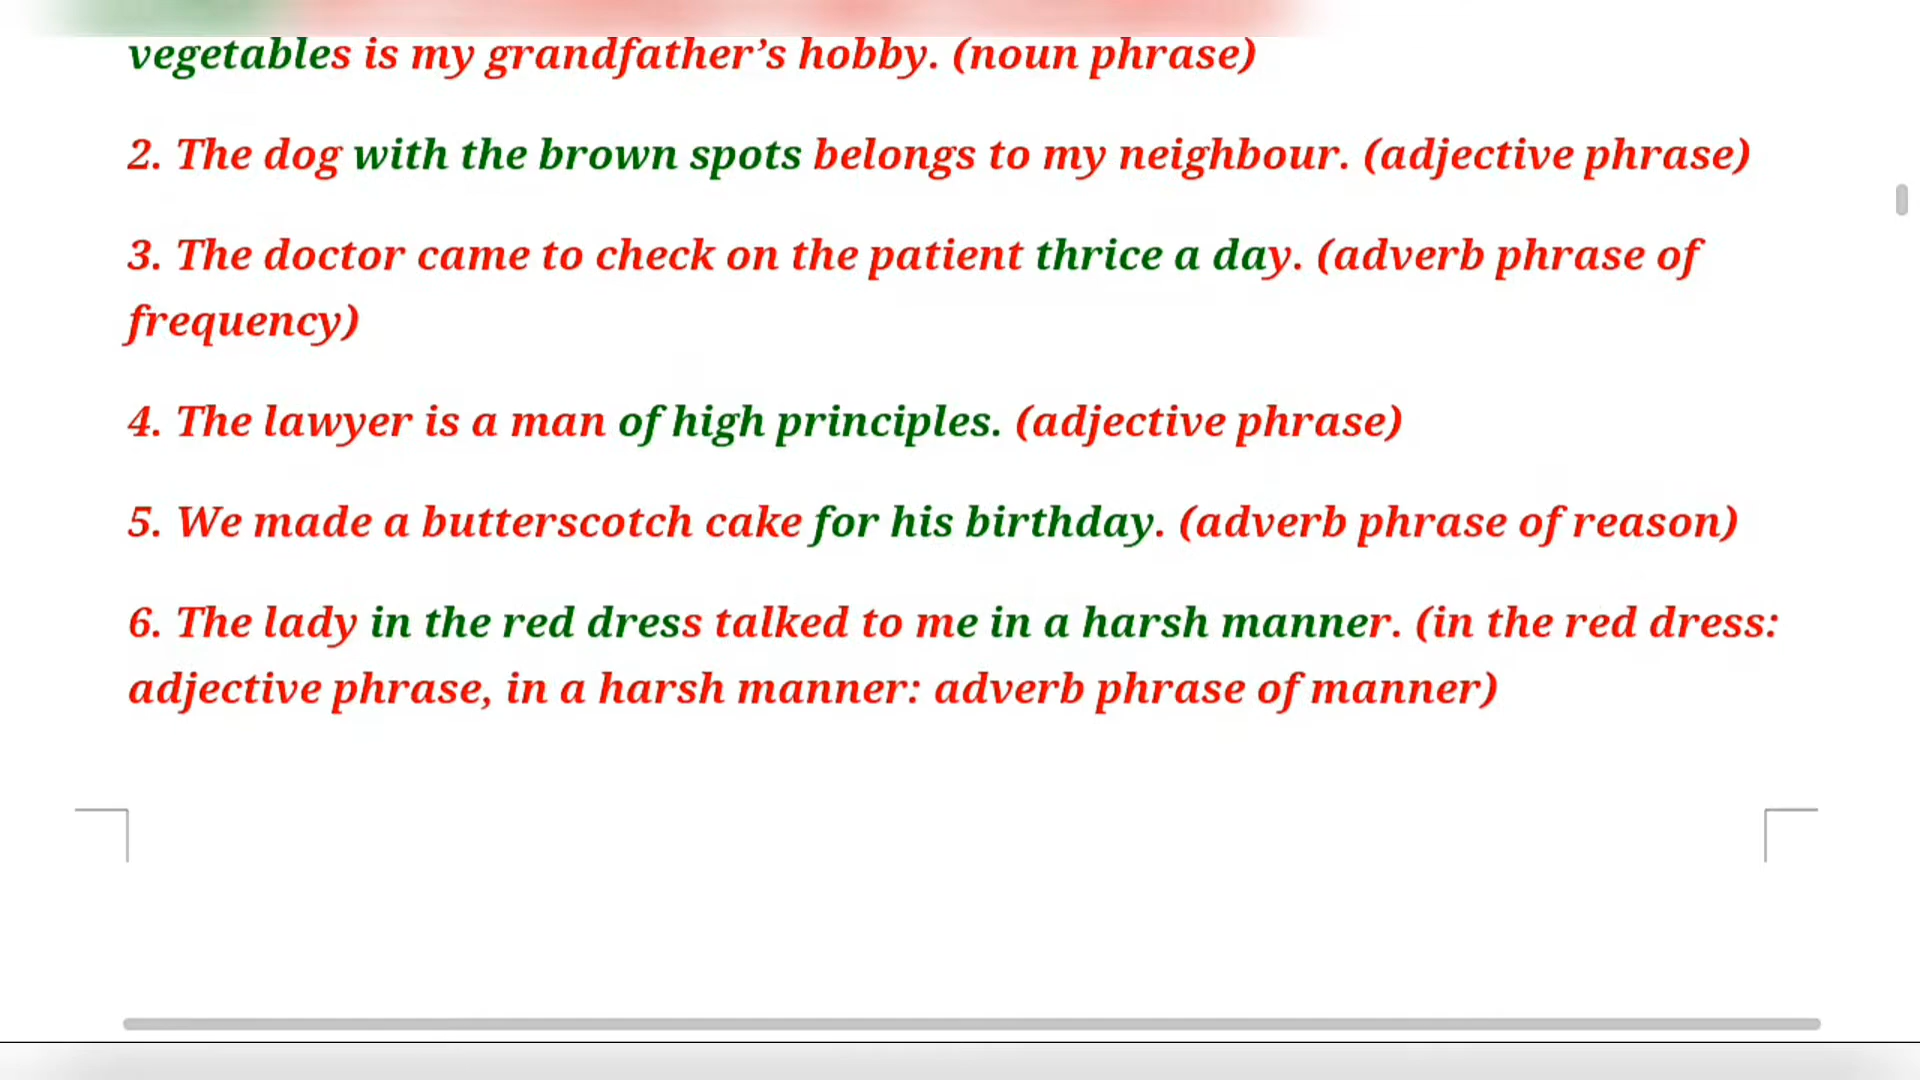 vegetables is my grandfather’s hobby. (noun phrase)
2. The dog with the brown spots belongs to my neighbour. (adjective phrase)
3. The doctor came to check on the patient thrice a day. (adverb phrase of
frequency)
4. The lawyer is a man of high principles. (adjective phrase)
5. We made a butterscotch cake for his birthday. (adverb phrase of reason)
6. The lady in the red dress talked to me in a harsh manner. (in the red dress:
adjective phrase, in a harsh manner: adverb phrase of manner)